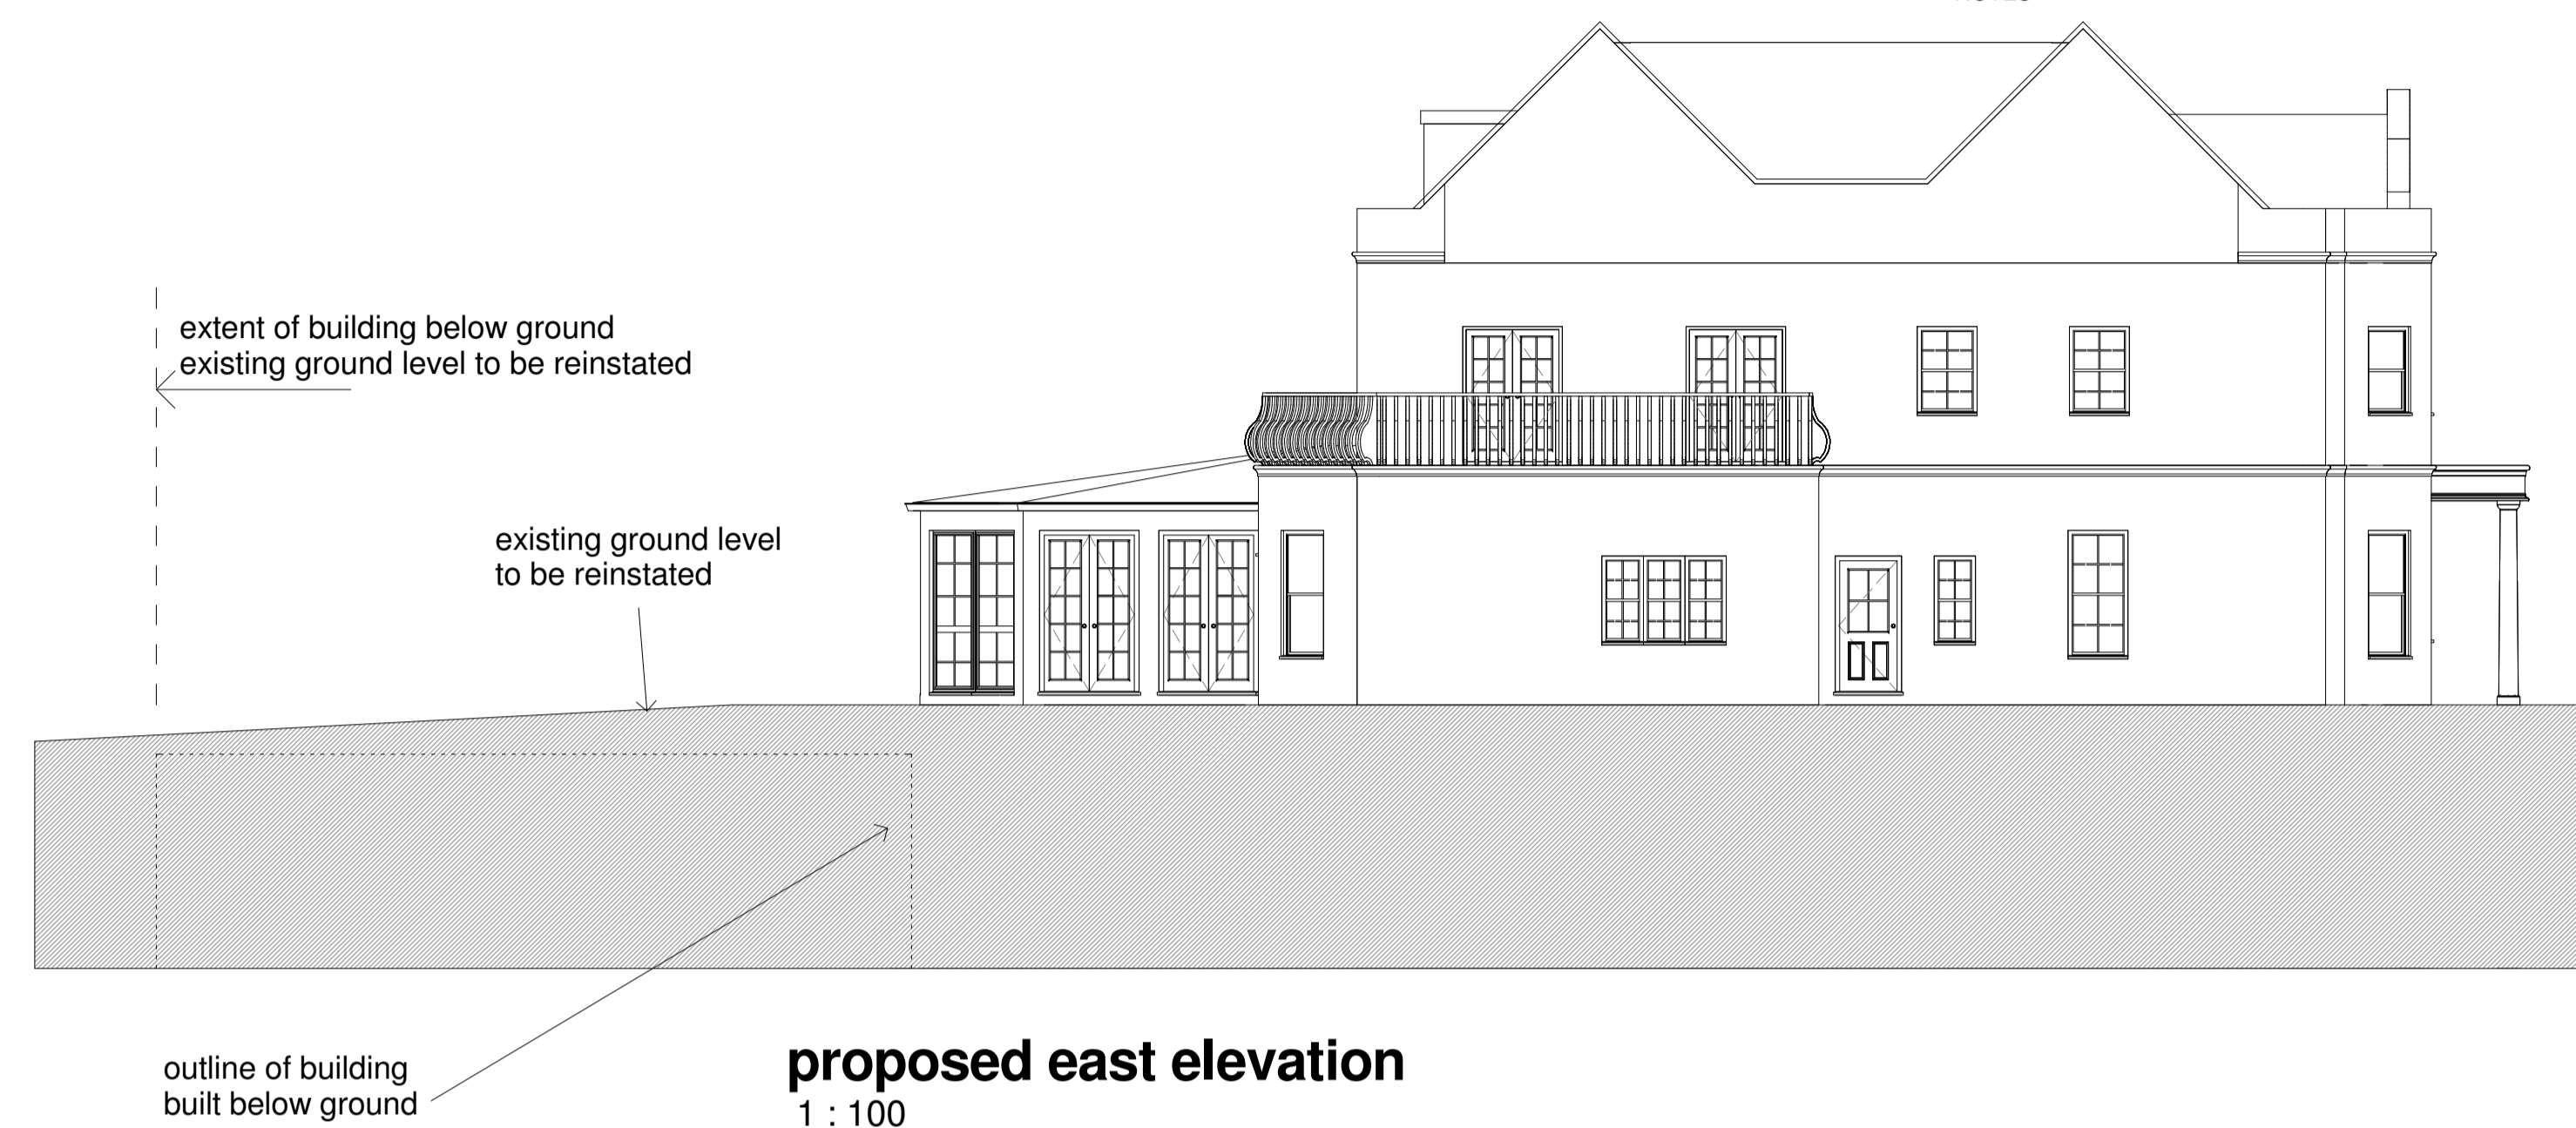 extent of building below ground
existing ground level to be reinstated
existing ground level
to be reinstated
outline of building
built below ground
proposed east elevation
1 : 100